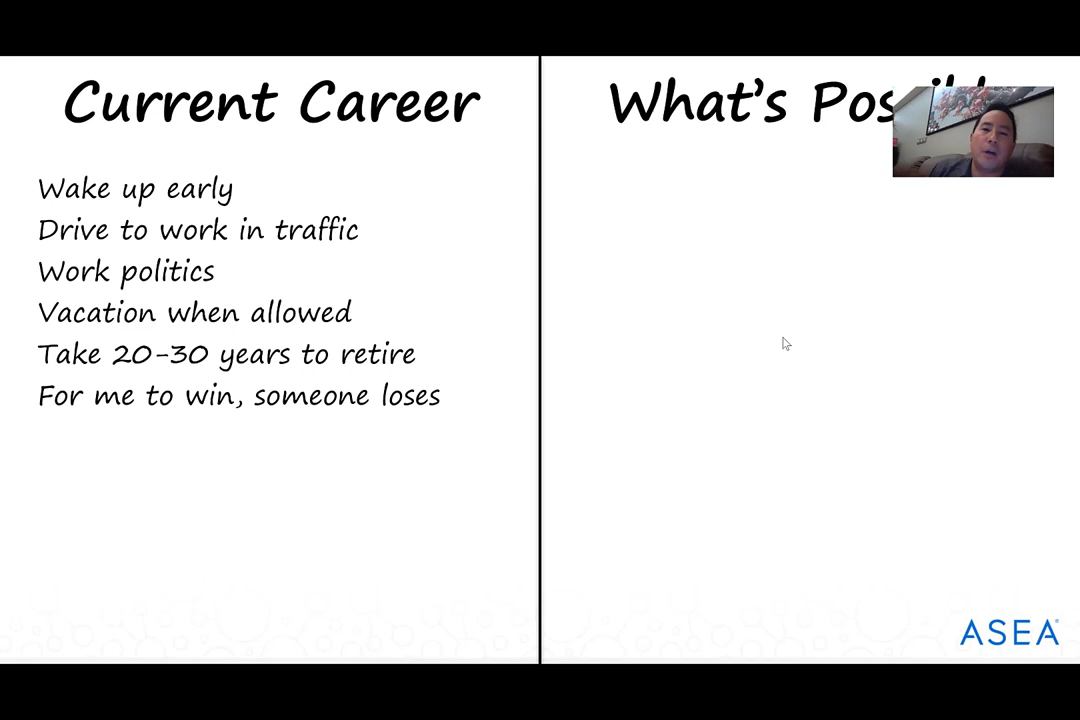 Current Career
Wake up early
Drive to work in traffic
Work politics
Vacation when allowed
Take 20-30 years to retire
For me to win, someone loses
What's
ASEA